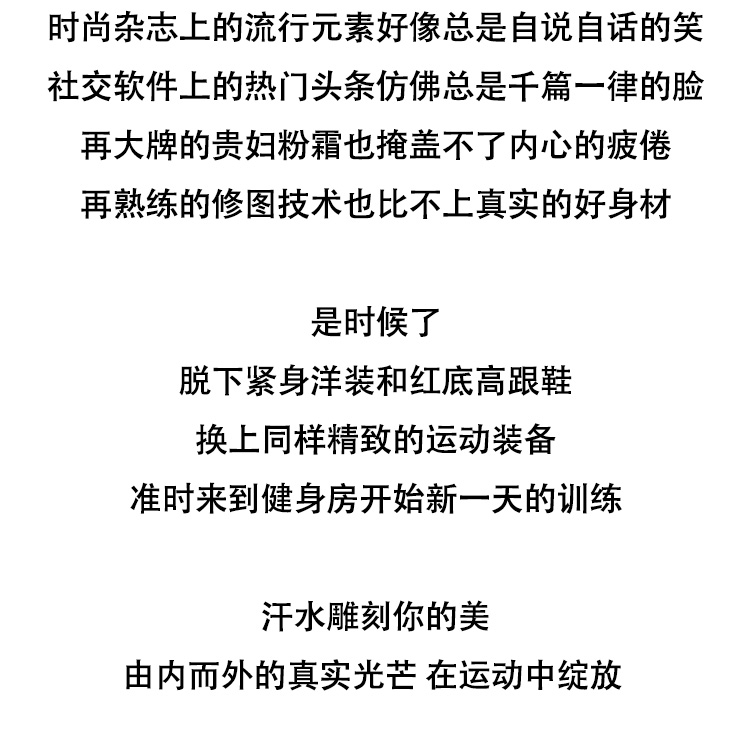 时尚杂志上的流行元素好像总是自说自话的笑
社交软件上的热门头条仿佛总是千篇一律的脸
再大牌的贵妇粉霜也掩盖不了内心的疲倦
再熟练的修图技术也比不上真实的好身材
是时候了
脱下紧身洋装和红底高跟鞋
换上同样精致的运动装备
准时来到健身房开始新一天的训练
汗水雕刻你的美
由内而外的真实光芒 在运动中绽放